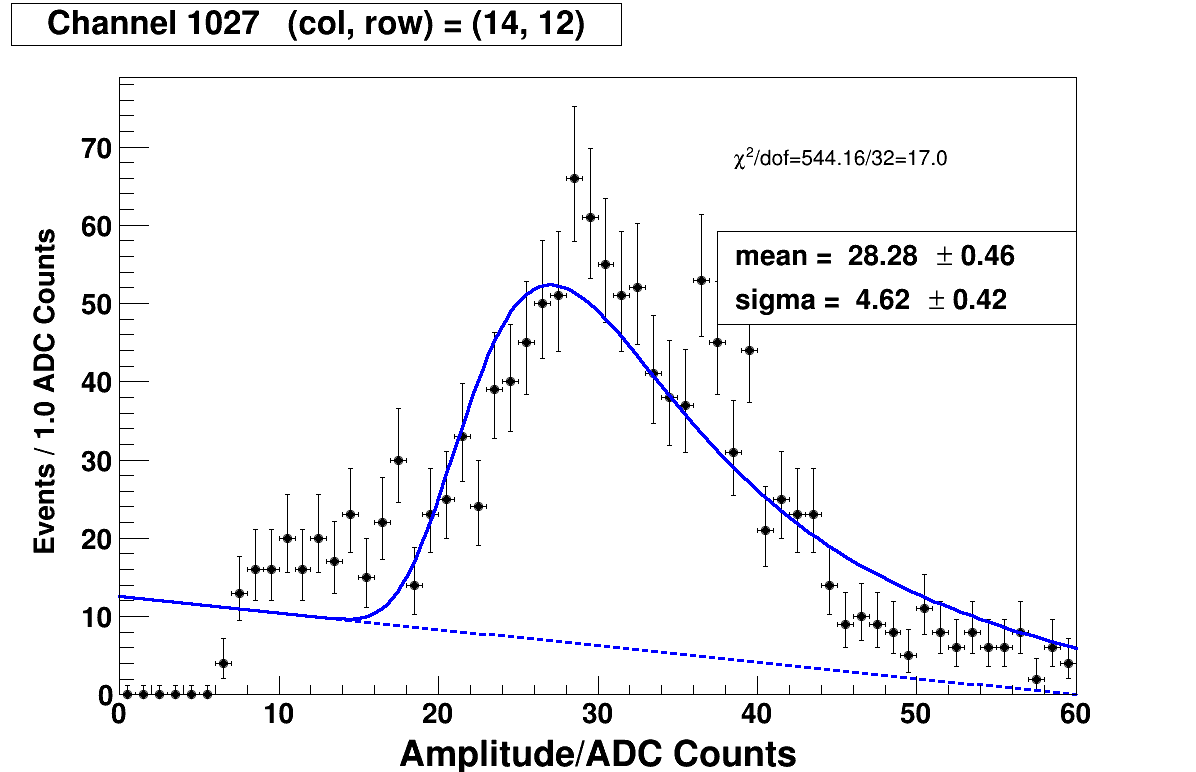 Channel 1027 (col, row) = (14, 12)
χ²/dof=544.16/32=17.0
mean = 28.28 ± 0.46
sigma = 4.62 ± 0.42
Events / 1.0 ADC Counts
70
60
50
40
30
20
10
0
0 10 20 30 40 50 60
Amplitude/ADC Counts